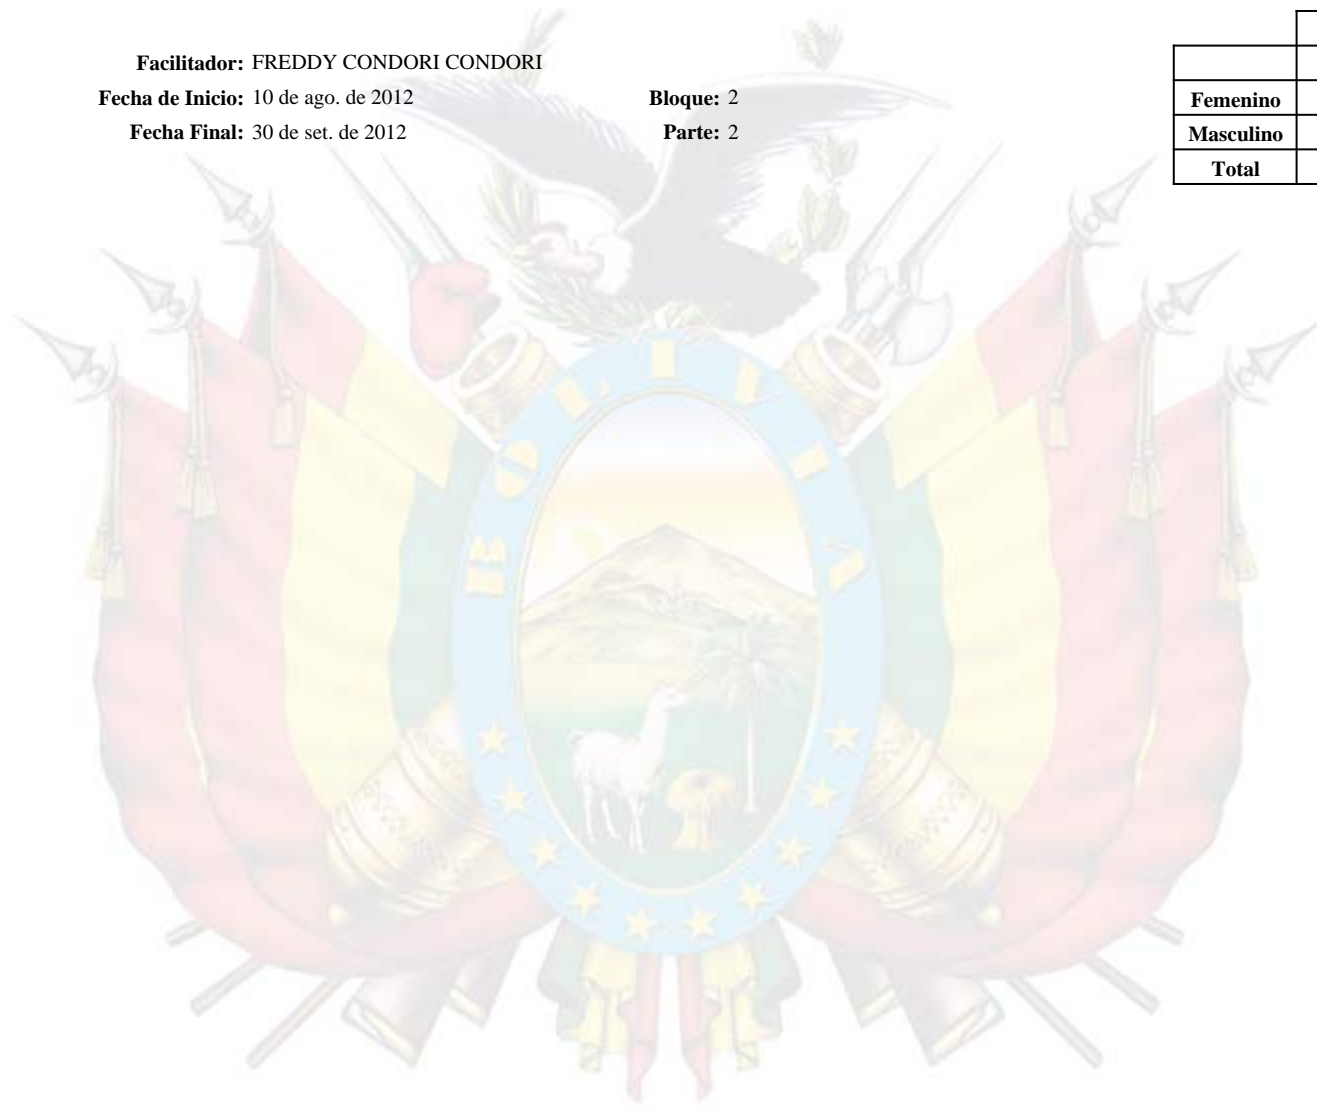 Facilitador: FREDDY CONDORI CONDORI
Fecha de Inicio: 10 de ago. de 2012 Bloque: 2
Fecha Final: 30 de set. de 2012 Parte: 2
Femenino
Masculino
Total
BOLIVIA